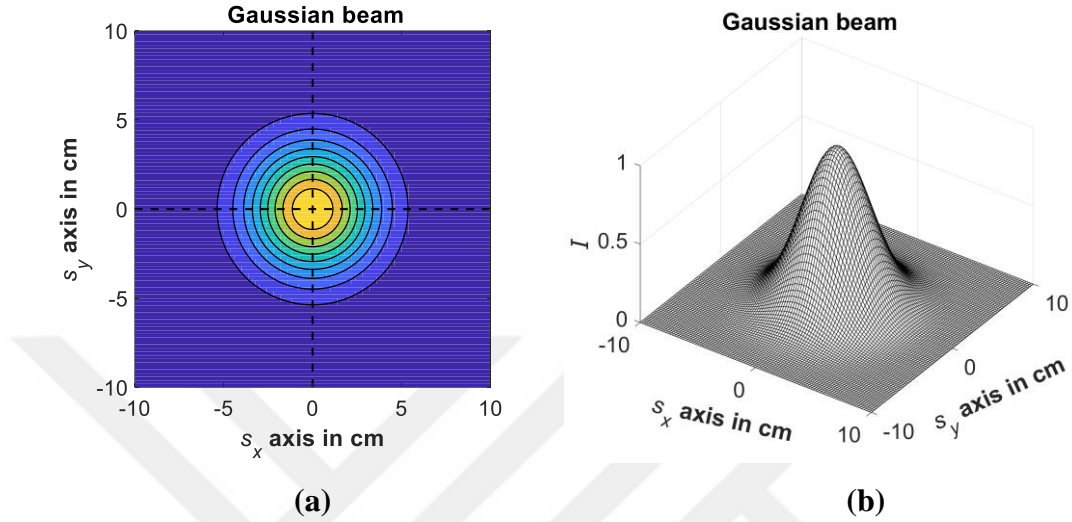 Gaussian beam
10
5
0
-5
-10
s_y axis in cm
-10 -5 0 5 10
s_x axis in cm
(a)
Gaussian beam
1
0.5
0
I
-10 0 10
s_x axis in cm
-10 0 10
s_y axis in cm
(b)